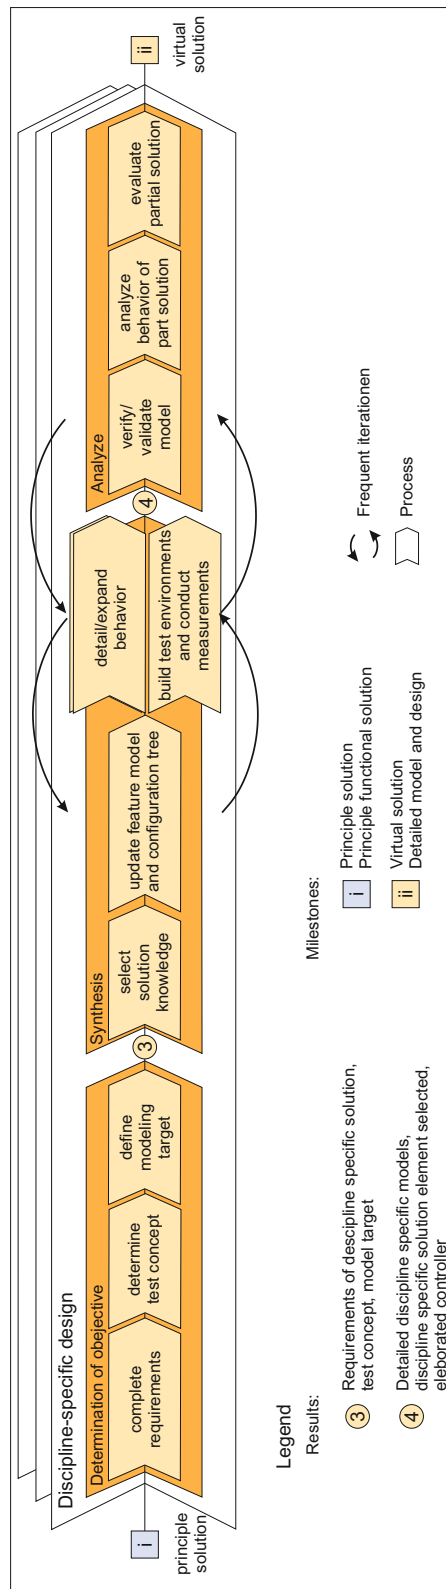 Discipline-specific design
Determination of obejective
complete
requirements
determine
test concept
define
modeling
target
3
Synthesis
select
solution
knowledge
update feature model
and configuration tree
detail/expand
behavior
build test environments
and conduct
measurements
4
Analyze
verify/
validate
model
analyze
behavior of
part solution
evaluate
partial solution
i
principle
solution
ii
virtual
solution
Legend
Results:
3
Requirements of descipline specific solution,
test concept, model target
4
Detailed discipline specific models,
discipline specific solution element selected,
eleborated controller
Milestones:
i
Principle solution
Principle functional solution
ii
Virtual solution
Detailed model and design
Frequent iterationen
Process